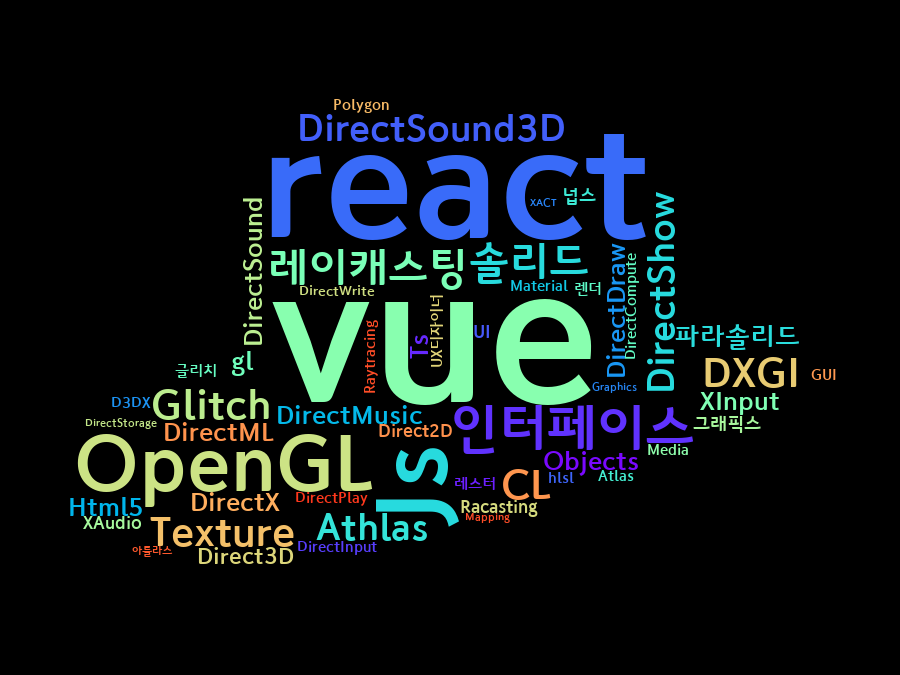 Polygon
DirectSound3D
react
XACT
넙스
DirectSound
DirectShow
레이캐스팅
솔리드
DirectDraw
DirectCompute
Material
렌더
DirectWrite
vue
UX디자이너
Raytracing
Ts
UI
파라솔리드
글리치
gl
DXGI
GUI
Graphics
D3DX
Glitch
XInput
DirectMusic
인터페이스
DirectStorage
그래픽스
DirectML
Direct2D
Media
OpenGL
Js
Objects
Atlas
hlsl
CL
레스터
DirectPlay
DirectX
Html5
Racasting
Mapping
XAudio
Texture
Athlas
아틀라스
Direct3D
DirectInput